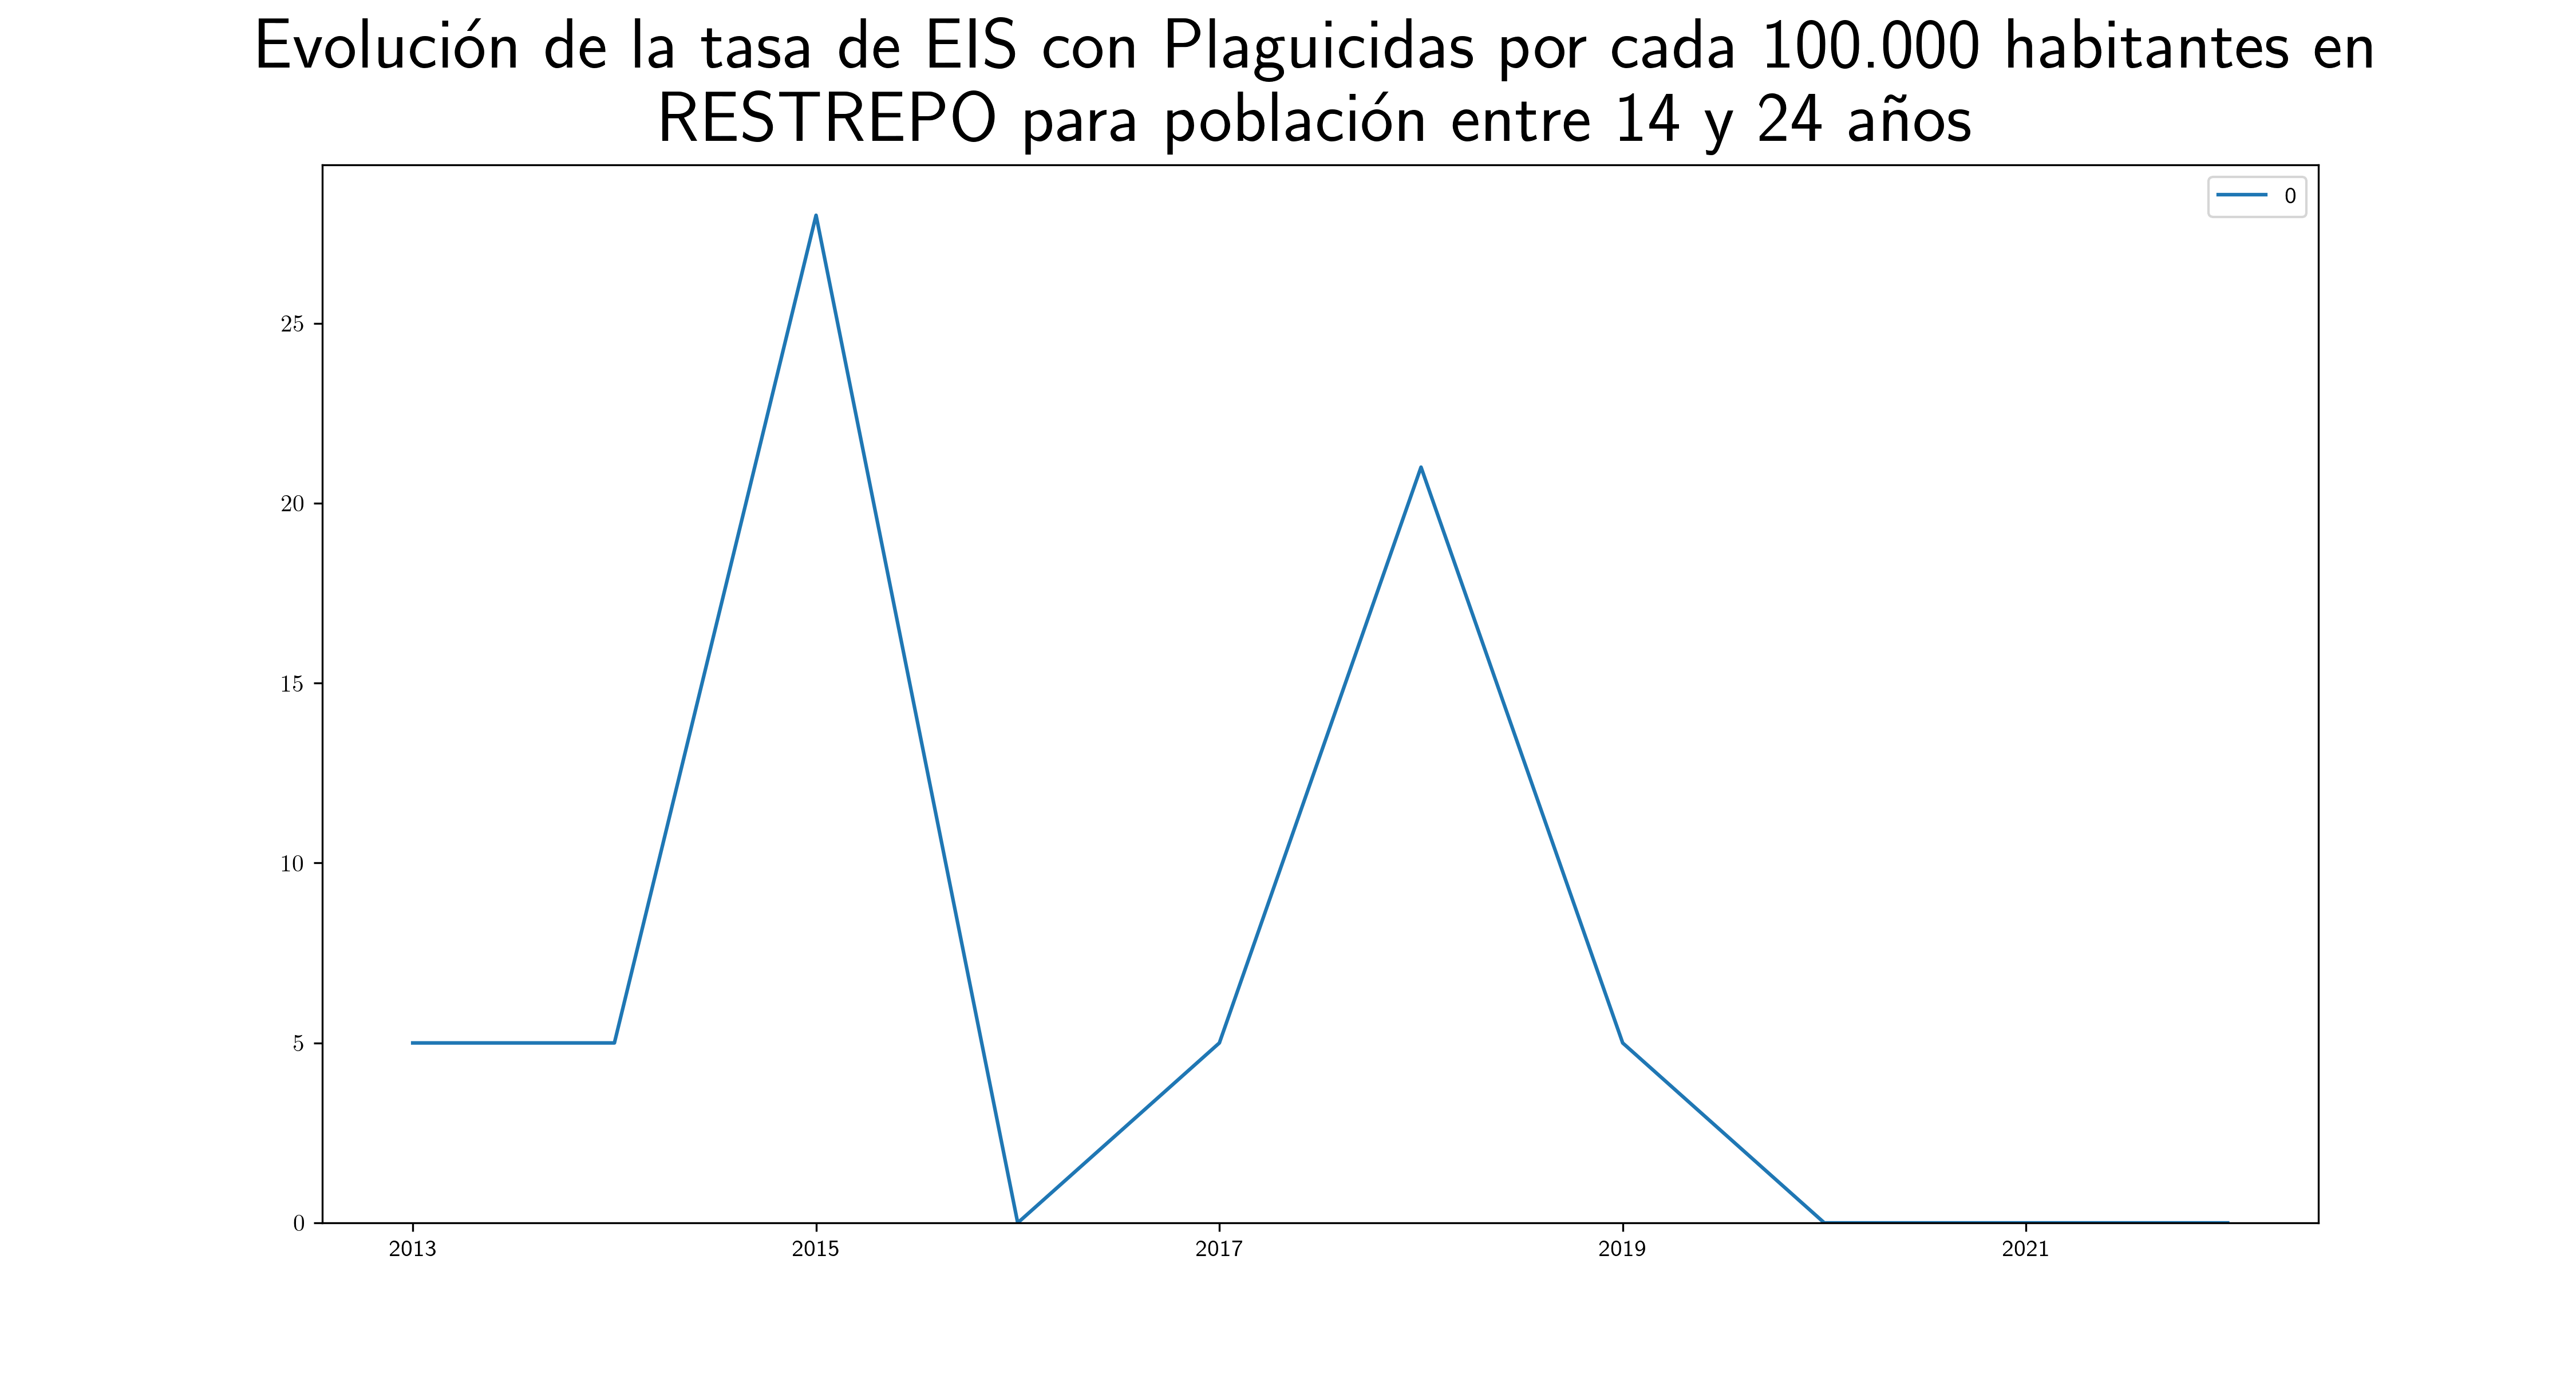 Evolución de la tasa de EIS con Plaguicidas por cada 100.000 habitantes en
RESTREPO para población entre 14 y 24 años
0
25
20
15
10
5
0
2013 2015 2017 2019 2021